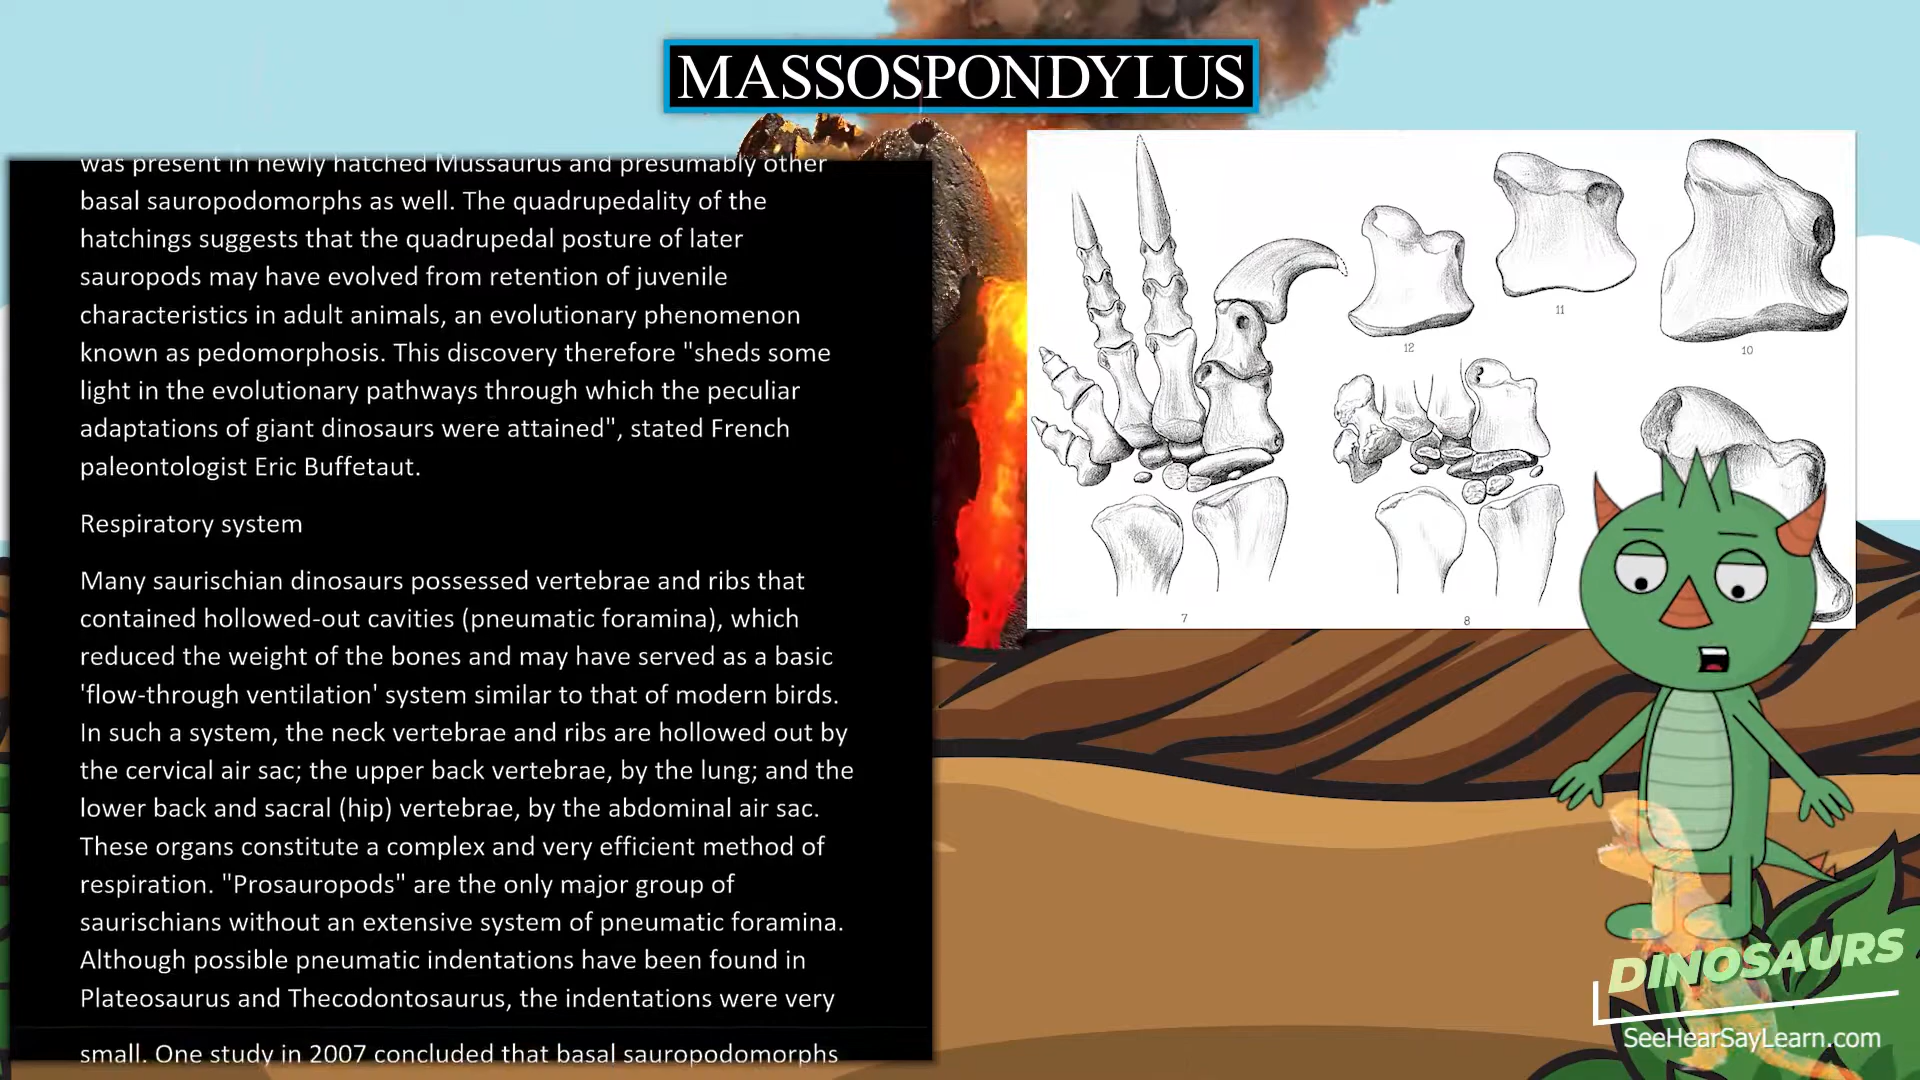 MASSOSPONDYLUS
was present in newly hatched Mussaurus and presumably other
basal sauropodomorphs as well. The quadrupedality of the
hatchings suggests that the quadrupedal posture of later
sauropods may have evolved from retention of juvenile
characteristics in adult animals, an evolutionary phenomenon
known as pedomorphosis. This discovery therefore "sheds some
light in the evolutionary pathways through which the peculiar
adaptations of giant dinosaurs were attained", stated French
paleontologist Eric Buffetaut.
Respiratory system
Many saurischian dinosaurs possessed vertebrae and ribs that
contained hollowed-out cavities (pneumatic foramina), which
reduced the weight of the bones and may have served as a basic
'flow-through ventilation' system similar to that of modern birds.
In such a system, the neck vertebrae and ribs are hollowed out by
the cervical air sac; the upper back vertebrae, by the lung; and the
lower back and sacral (hip) vertebrae, by the abdominal air sac.
These organs constitute a complex and very efficient method of
respiration. "Prosauropods" are the only major group of
saurischians without an extensive system of pneumatic foramina.
Although possible pneumatic indentations have been found in
Plateosaurus and Thecodontosaurus, the indentations were very
small. One study in 2007 concluded that basal sauropodomorphs
12
11
10
7
8
DINOSAURS
SeeHearSayLearn.com